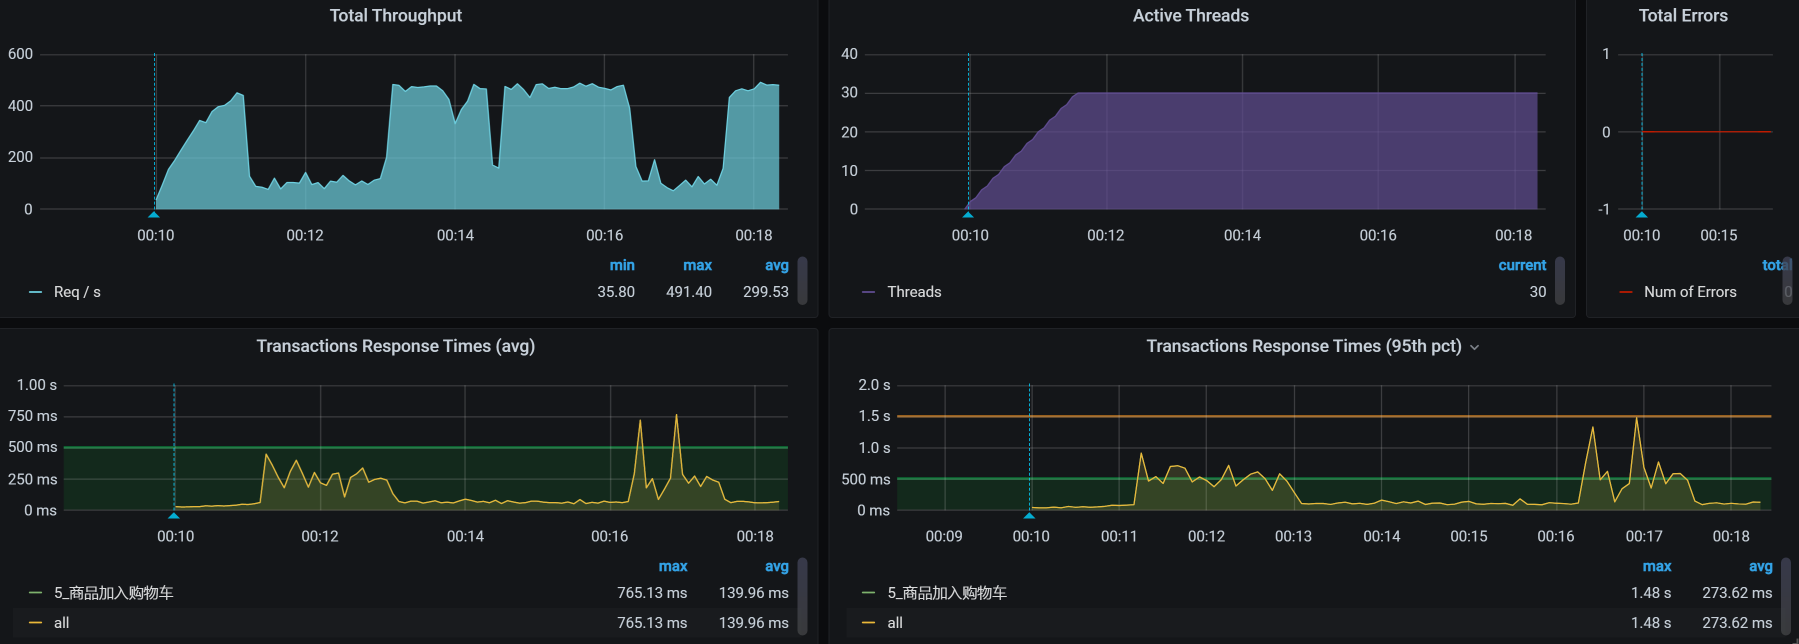 Total Throughput
600
400
200
0
00:10 00:12 00:14 00:16 00:18
min max avg
Req / s 35.80 491.40 299.53
Active Threads
40
30
20
10
0
00:10 00:12 00:14 00:16 00:18
current
Threads 30
Total Errors
1
0
-1
00:10 00:15
total
Num of Errors 0
Transactions Response Times (avg)
1.00 s
750 ms
500 ms
250 ms
0 ms
00:10 00:12 00:14 00:16 00:18
max avg
5_商品加入购物车 765.13 ms 139.96 ms
all 765.13 ms 139.96 ms
Transactions Response Times (95th pct)
2.0 s
1.5 s
1.0 s
500 ms
0 ms
00:09 00:10 00:11 00:12 00:13 00:14 00:15 00:16 00:17 00:18
max avg
5_商品加入购物车 1.48 s 273.62 ms
all 1.48 s 273.62 ms